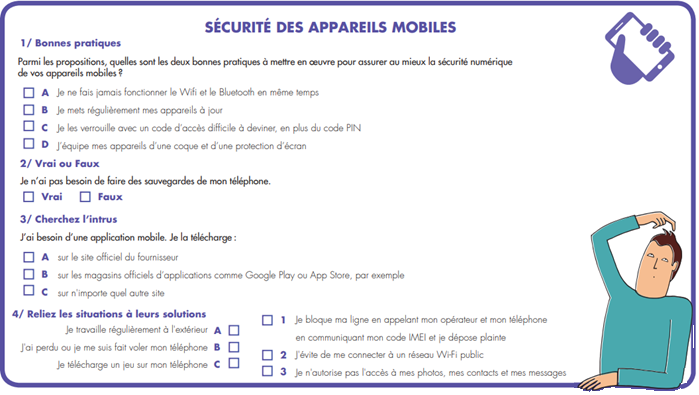 SÉCURITÉ DES APPAREILS MOBILES
1/ Bonnes pratiques
Parmi les propositions, quelles sont les deux bonnes pratiques à mettre en œuvre pour assurer au mieux la sécurité numérique
de vos appareils mobiles ?
A Je ne fais jamais fonctionner le Wifi et le Bluetooth en même temps
B Je mets régulièrement mes appareils à jour
C Je les verrouille avec un code d'accès difficile à deviner, en plus du code PIN
D J'équipe mes appareils d'un coque et d'une protection d'écran
2/ Vrai ou Faux
Je n'ai pas besoin de faire des sauvegardes de mon téléphone.
Vrai Faux
3/ Cherchez l'intrus
J'ai besoin d'une application mobile. Je la télécharge :
A sur le site officiel du fournisseur
B sur les magasins officiels d'applications comme Google Play ou App Store, par exemple
C sur n'importe quel autre site
4/ Reliez les situations à leurs solutions
Je travaille régulièrement à l'extérieur A
J'ai perdu ou je me suis fait voler mon téléphone B
Je télécharge un jeu sur mon téléphone C
1 Je bloque ma ligne en appelant mon opérateur et mon téléphone
en communiquant mon code IMEI et je dépose plainte
2 J'évite de me connecter à un réseau Wi-Fi public
3 Je n'autorise pas l'accès à mes photos, mes contacts et mes messages